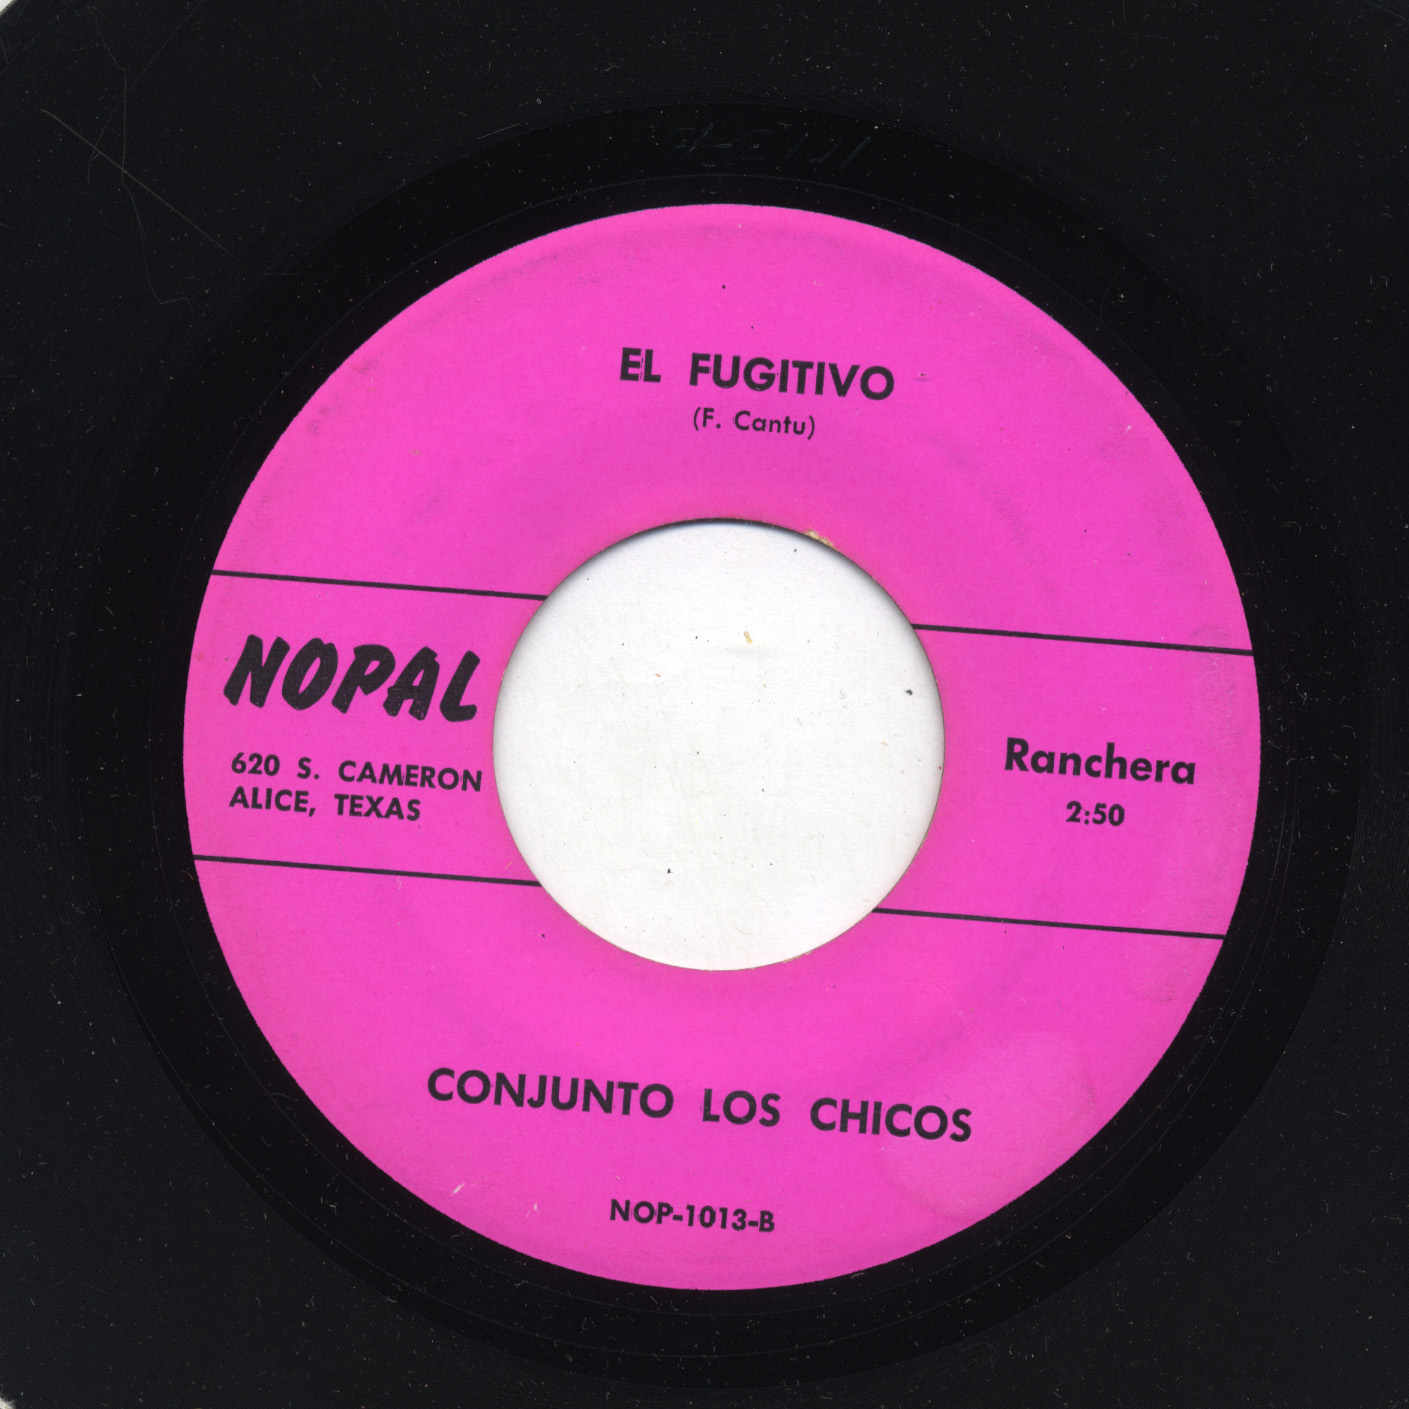 EL FUGITIVO
(F. Cantu)
NOPAL
620 S. CAMERON
ALICE, TEXAS
Ranchera
2:50
CONJUNTO LOS CHICOS
NOP-1013-B